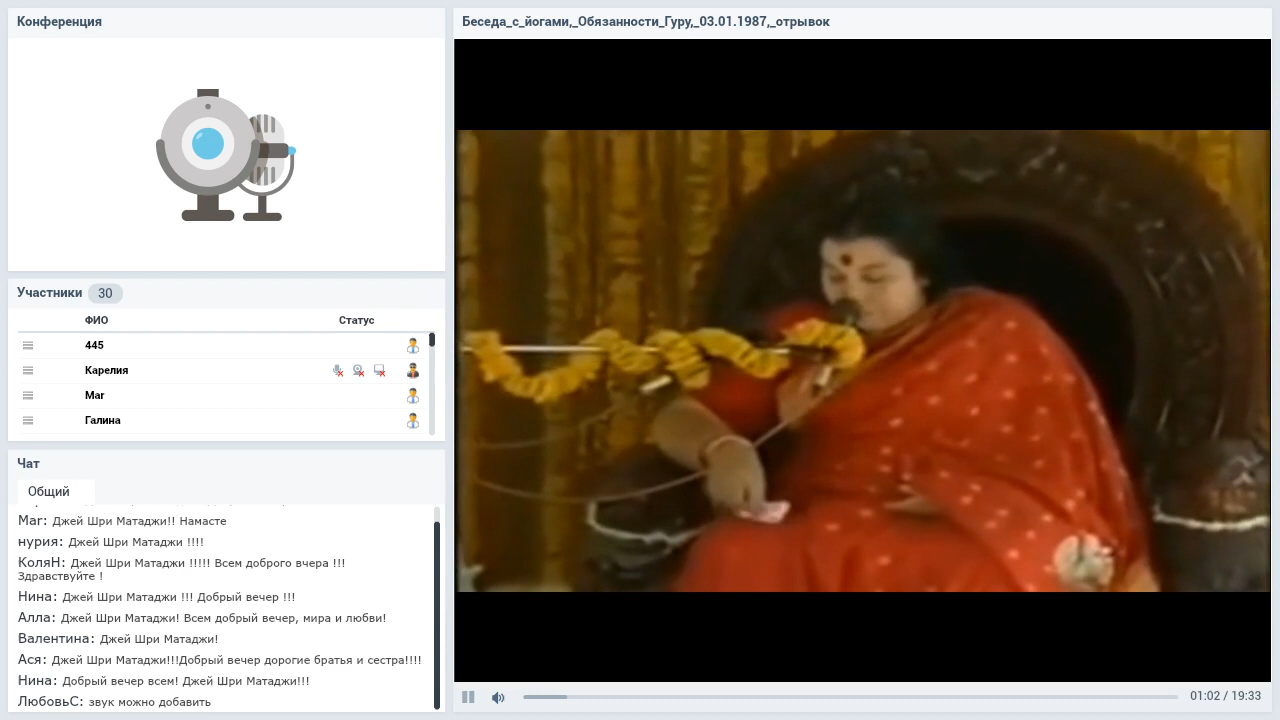 Конференция
Беседа_с_йогами,_Обязанности_Гуру,_03.01.1987,_отрывок
Участники 30
ФИО Статус
445
Карелия
Mar
Галина
Чат
Общий
Mar: Джей Шри Матаджи!! Намасте
нурия: Джей Шри Матаджи !!!!
КоляН: Джей Шри Матаджи !!!!! Всем доброго вчера !!!
Здравствуйте !
Нина: Джей Шри Матаджи !!! Добрый вечер !!!
Алла: Джей Шри Матаджи! Всем добрый вечер, мира и любви!
Валентина: Джей Шри Матаджи!
Ася: Джей Шри Матаджи!!!Добрый вечер дорогие братья и сестра!!!!
Нина: Добрый вечер всем! Джей Шри Матаджи!!!
ЛюбовьС: звук можно добавить
01:02 / 19:33